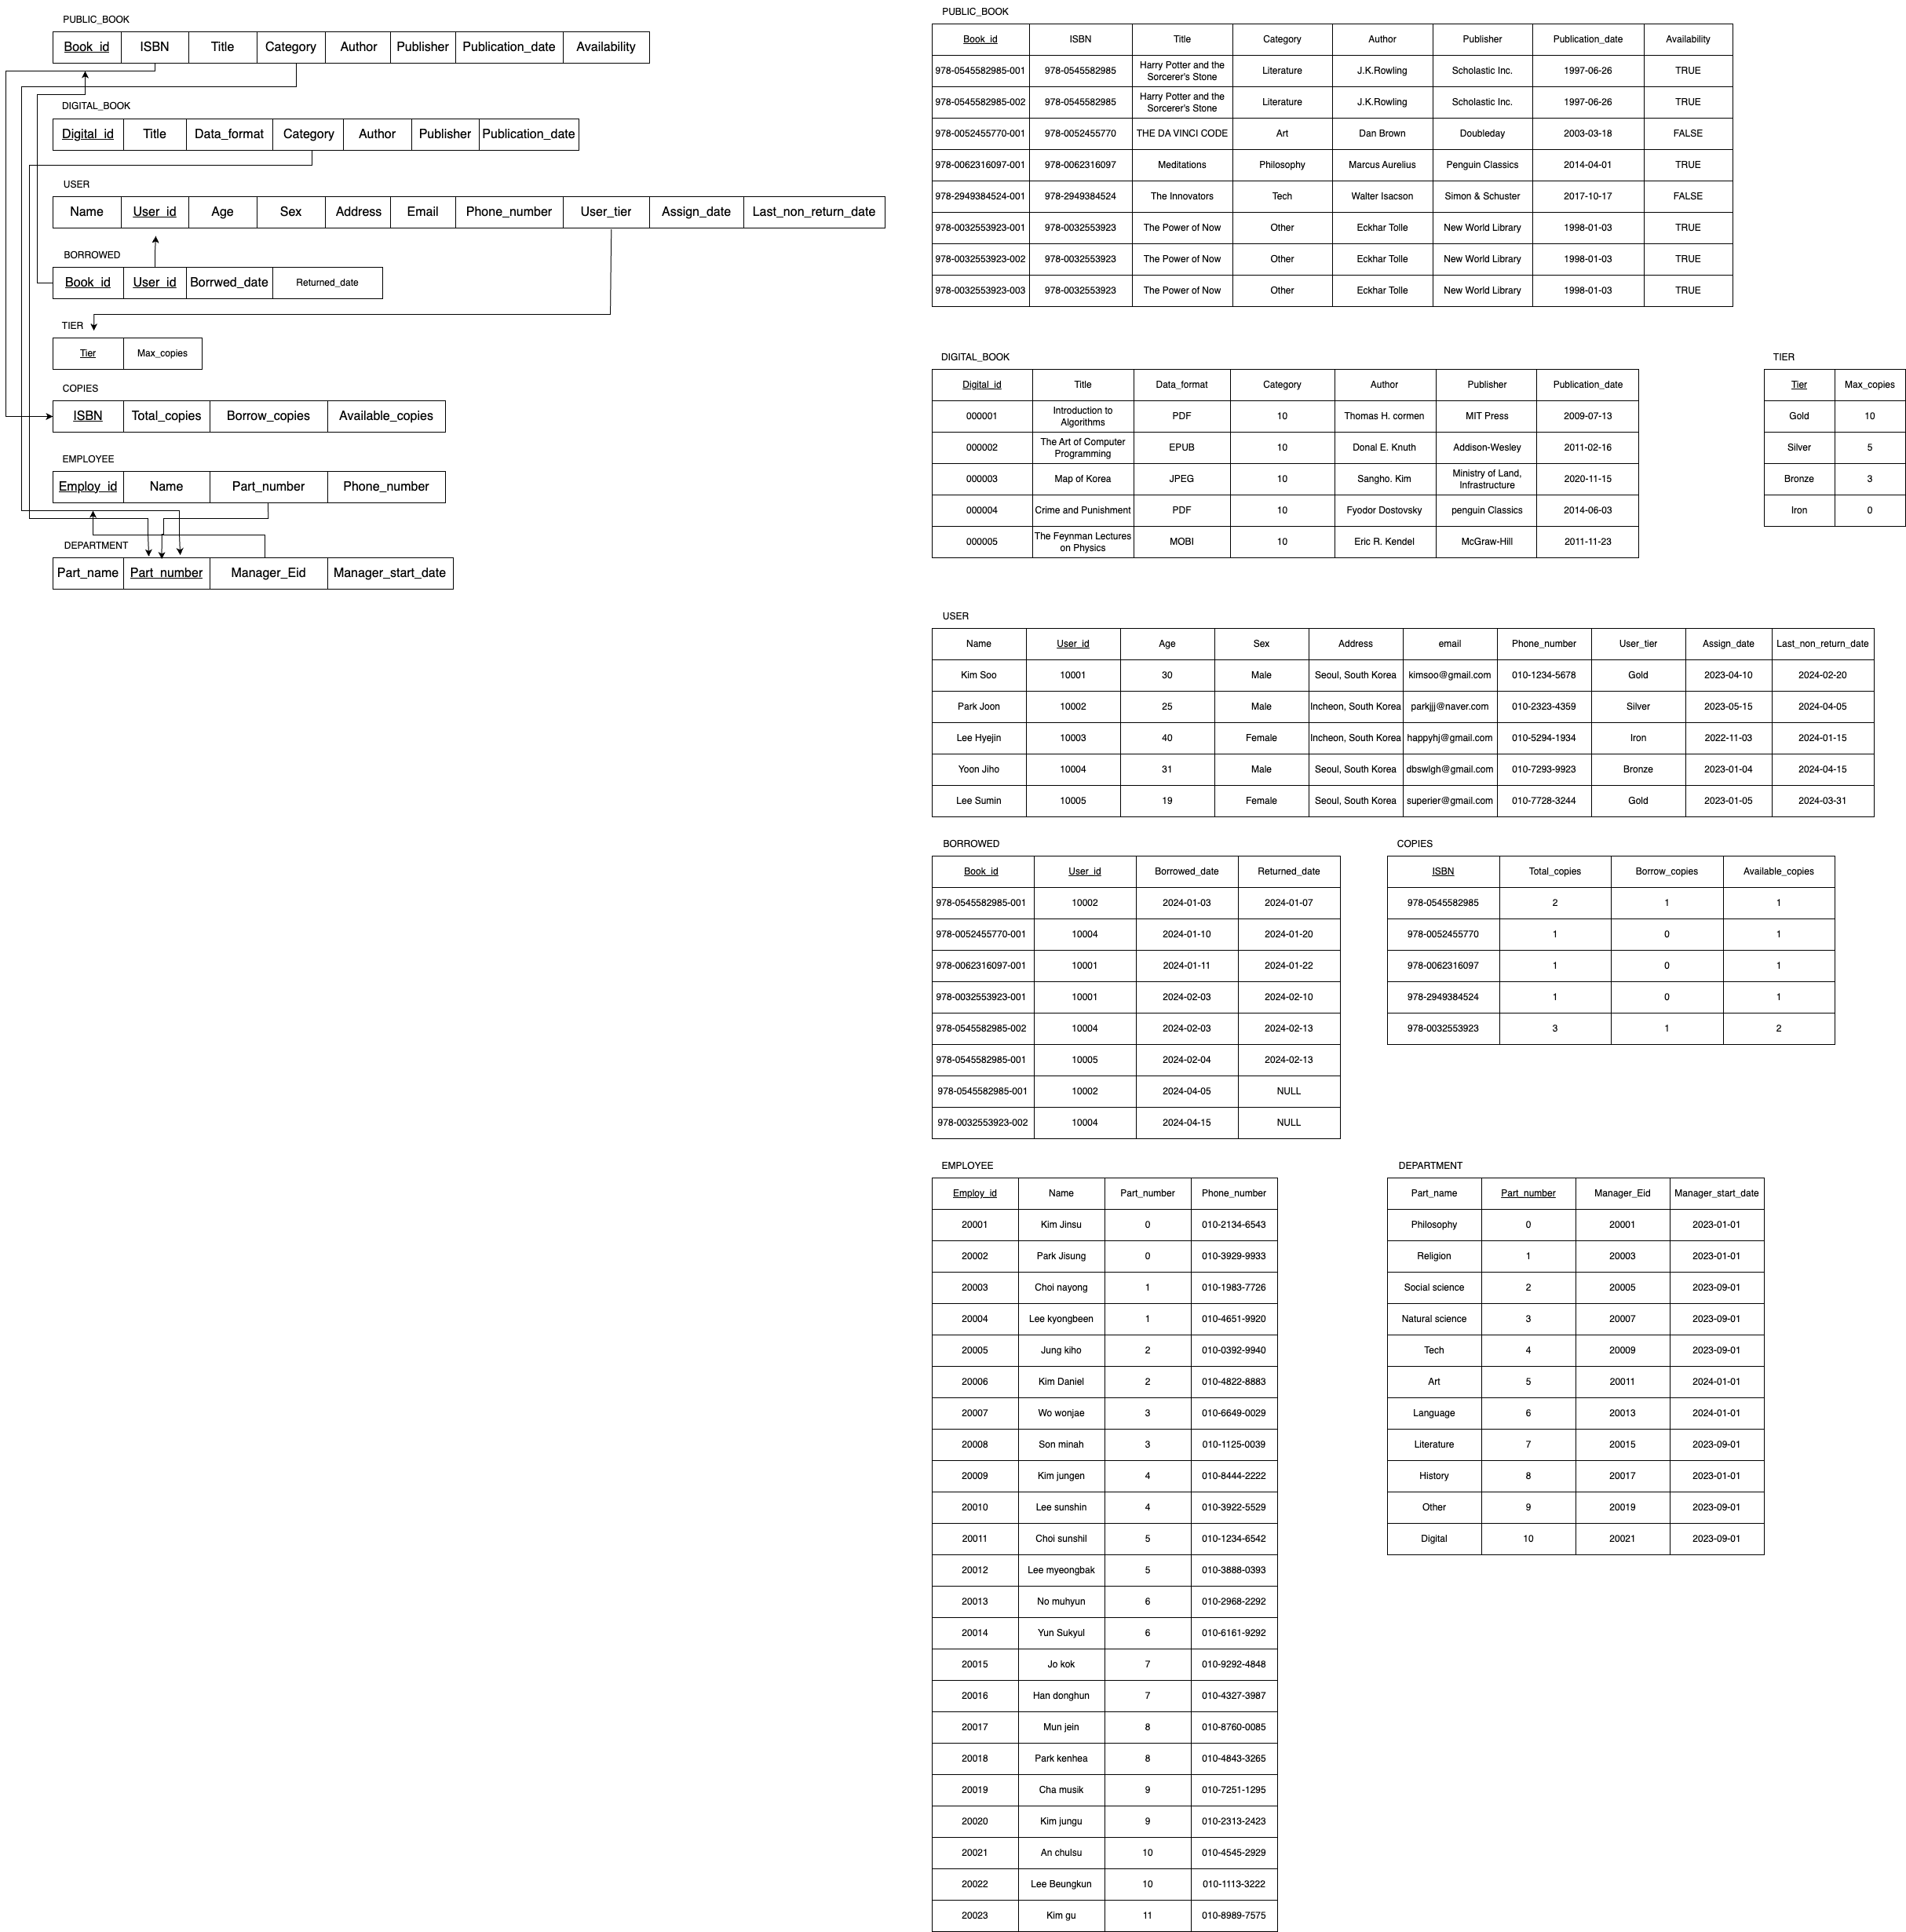 PUBLIC_BOOK
Book_id ISBN Title Category Author Publisher Publication_date Availability
DIGITAL_BOOK
Digital_id Title Data_format Category Author Publisher Publication_date
USER
Name User_id Age Sex Address Email Phone_number User_tier Assign_date Last_non_return_date
BORROWED
Book_id User_id Borrwed_date Returned_date
TIER
Tier Max_copies
COPIES
ISBN Total_copies Borrow_copies Available_copies
EMPLOYEE
Employ_id Name Part_number Phone_number
DEPARTMENT
Part_name Part_number Manager_Eid Manager_start_date
PUBLIC_BOOK
Book_id ISBN Title Category Author Publisher Publication_date Availability
978-0545582985-001 978-0545582985 Harry Potter and the Sorcerer's Stone Literature J.K.Rowling Scholastic Inc. 1997-06-26 TRUE
978-0545582985-002 978-0545582985 Harry Potter and the Sorcerer's Stone Literature J.K.Rowling Scholastic Inc. 1997-06-26 TRUE
978-0052455770-001 978-0052455770 THE DA VINCI CODE Art Dan Brown Doubleday 2003-03-18 FALSE
978-0062316097-001 978-0062316097 Meditations Philosophy Marcus Aurelius Penguin Classics 2014-04-01 TRUE
978-2949384524-001 978-2949384524 The Innovators Tech Walter Isacson Simon & Schuster 2017-10-17 FALSE
978-0032553923-001 978-0032553923 The Power of Now Other Eckhar Tolle New World Library 1998-01-03 TRUE
978-0032553923-002 978-0032553923 The Power of Now Other Eckhar Tolle New World Library 1998-01-03 TRUE
978-0032553923-003 978-0032553923 The Power of Now Other Eckhar Tolle New World Library 1998-01-03 TRUE
DIGITAL_BOOK
Digital_id Title Data_format Category Author Publisher Publication_date
000001 Introduction to Algorithms PDF 10 Thomas H. cormen MIT Press 2009-07-13
000002 The Art of Computer Programming EPUB 10 Donal E. Knuth Addison-Wesley 2011-02-16
000003 Map of Korea JPEG 10 Sangho. Kim Ministry of Land, Infrastructure 2020-11-15
000004 Crime and Punishment PDF 10 Fyodor Dostovsky penguin Classics 2014-06-03
000005 The Feynman Lectures on Physics MOBI 10 Eric R. Kendel McGraw-Hill 2011-11-23
TIER
Tier Max_copies
Gold 10
Silver 5
Bronze 3
Iron 0
USER
Name User_id Age Sex Address email Phone_number User_tier Assign_date Last_non_return_date
Kim Soo 10001 30 Male Seoul, South Korea kimsoo@gmail.com 010-1234-5678 Gold 2023-04-10 2024-02-20
Park Joon 10002 25 Male Incheon, South Korea parkjjj@naver.com 010-2323-4359 Silver 2023-05-15 2024-04-05
Lee Hyejin 10003 40 Female Incheon, South Korea happyhj@gmail.com 010-5294-1934 Iron 2022-11-03 2024-01-15
Yoon Jiho 10004 31 Male Seoul, South Korea dbswlgh@gmail.com 010-7293-9923 Bronze 2023-01-04 2024-04-15
Lee Sumin 10005 19 Female Seoul, South Korea superier@gmail.com 010-7728-3244 Gold 2023-01-05 2024-03-31
BORROWED
Book_id User_id Borrowed_date Returned_date
978-0545582985-001 10002 2024-01-03 2024-01-07
978-0052455770-001 10004 2024-01-10 2024-01-20
978-0062316097-001 10001 2024-01-11 2024-01-22
978-0032553923-001 10001 2024-02-03 2024-02-10
978-0545582985-002 10004 2024-02-03 2024-02-13
978-0545582985-001 10005 2024-02-04 2024-02-13
978-0545582985-001 10002 2024-04-05 NULL
978-0032553923-002 10004 2024-04-15 NULL
COPIES
ISBN Total_copies Borrow_copies Available_copies
978-0545582985 2 1 1
978-0052455770 1 0 1
978-0062316097 1 0 1
978-2949384524 1 0 1
978-0032553923 3 1 2
EMPLOYEE
Employ_id Name Part_number Phone_number
20001 Kim Jinsu 0 010-2134-6543
20002 Park Jisung 0 010-3929-9933
20003 Choi nayong 1 010-1983-7726
20004 Lee kyongbeen 1 010-4651-9920
20005 Jung kiho 2 010-0392-9940
20006 Kim Daniel 2 010-4822-8883
20007 Wo wonjae 3 010-6649-0029
20008 Son minah 3 010-1125-0039
20009 Kim jungen 4 010-8444-2222
20010 Lee sunshin 4 010-3922-5529
20011 Choi sunshil 5 010-1234-6542
20012 Lee myeongbak 5 010-3888-0393
20013 No muhyun 6 010-2968-2292
20014 Yun Sukyul 6 010-6161-9292
20015 Jo kok 7 010-9292-4848
20016 Han donghun 7 010-4327-3987
20017 Mun jein 8 010-8760-0085
20018 Park kenhea 8 010-4843-3265
20019 Cha musik 9 010-7251-1295
20020 Kim jungu 9 010-2313-2423
20021 An chulsu 10 010-4545-2929
20022 Lee Beungkun 10 010-1113-3222
20023 Kim gu 11 010-8989-7575
DEPARTMENT
Part_name Part_number Manager_Eid Manager_start_date
Philosophy 0 20001 2023-01-01
Religion 1 20003 2023-01-01
Social science 2 20005 2023-09-01
Natural science 3 20007 2023-09-01
Tech 4 20009 2023-09-01
Art 5 20011 2024-01-01
Language 6 20013 2024-01-01
Literature 7 20015 2023-09-01
History 8 20017 2023-01-01
Other 9 20019 2023-09-01
Digital 10 20021 2023-09-01